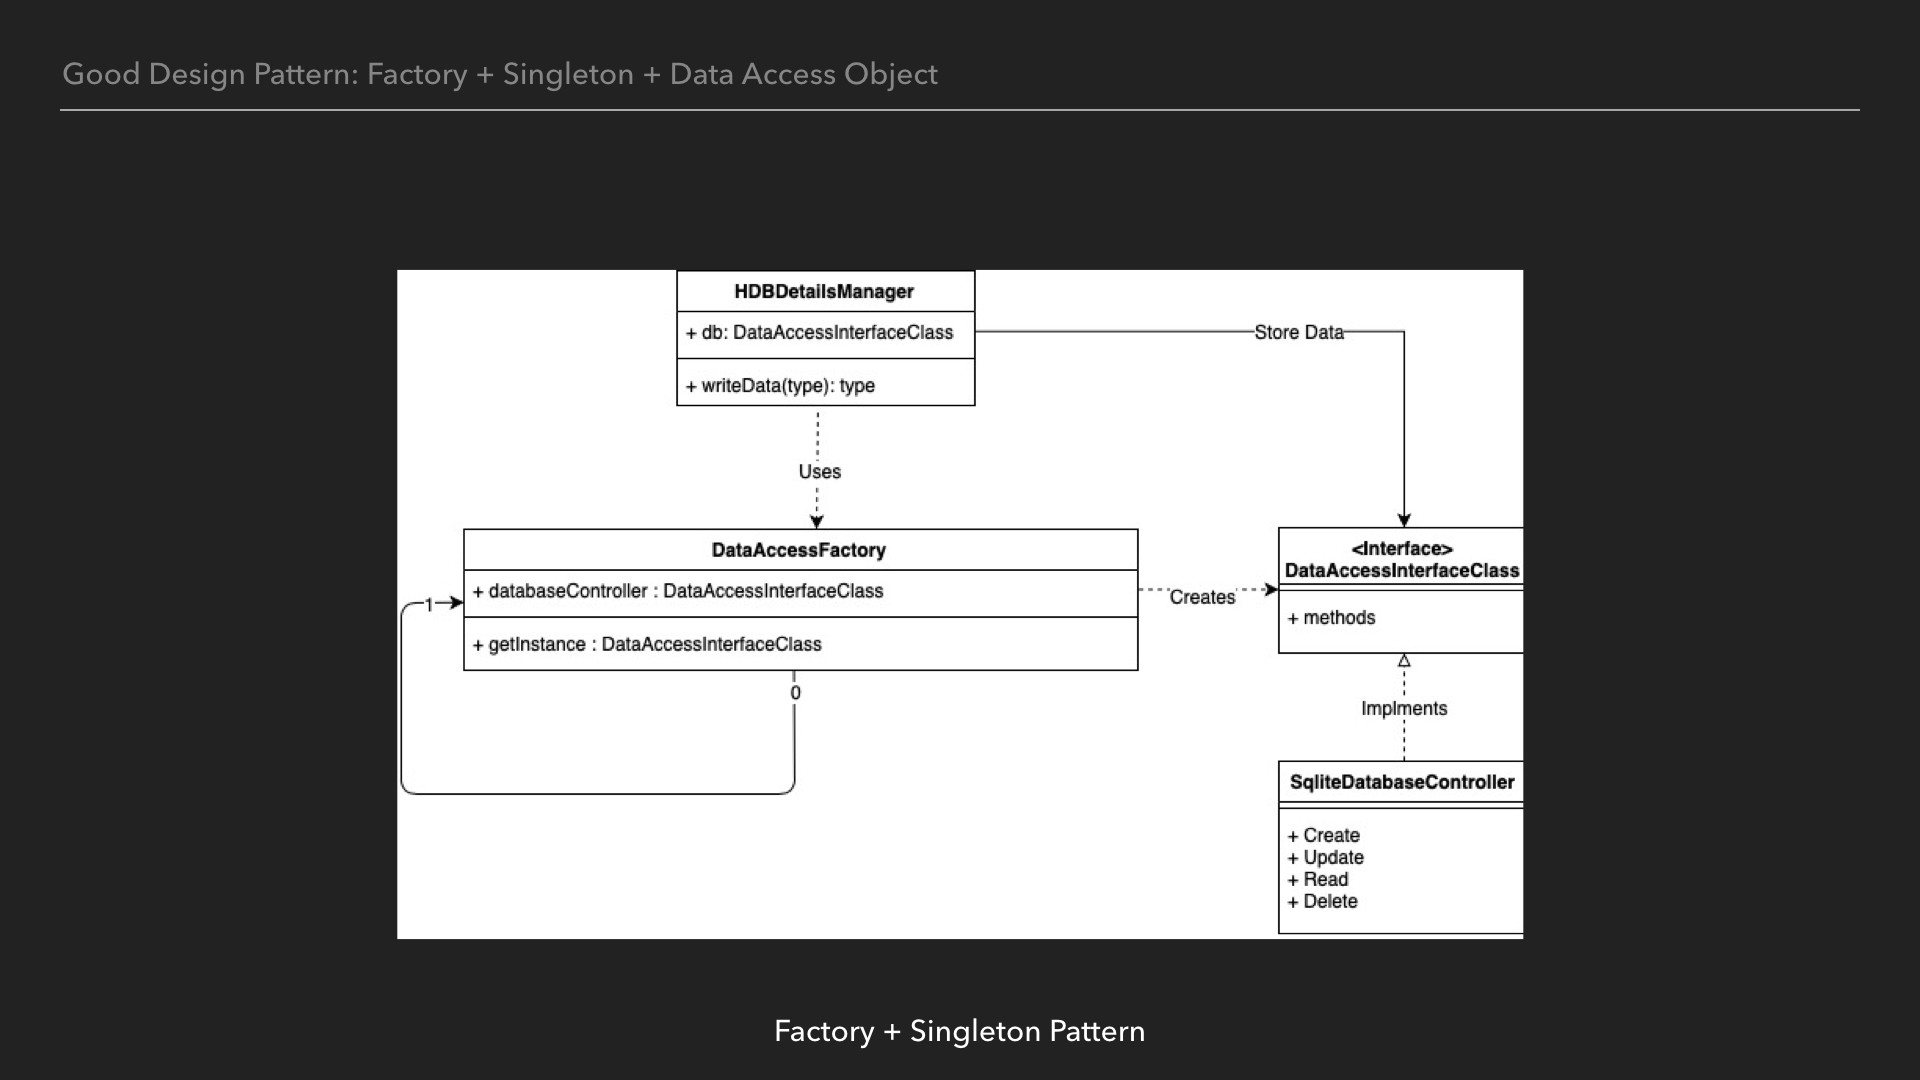 Good Design Pattern: Factory + Singleton + Data Access Object
HDBDetailsManager
+ db: DataAccessInterfaceClass
Store Data
+ writeData(type): type
Uses
DataAccessFactory
<Interface>
DataAccessInterfaceClass
+ databaseController : DataAccessInterfaceClass
Creates
1
+ methods
+ getInstance : DataAccessInterfaceClass
0
Implments
SqliteDatabaseController
+ Create
+ Update
+ Read
+ Delete
Factory + Singleton Pattern